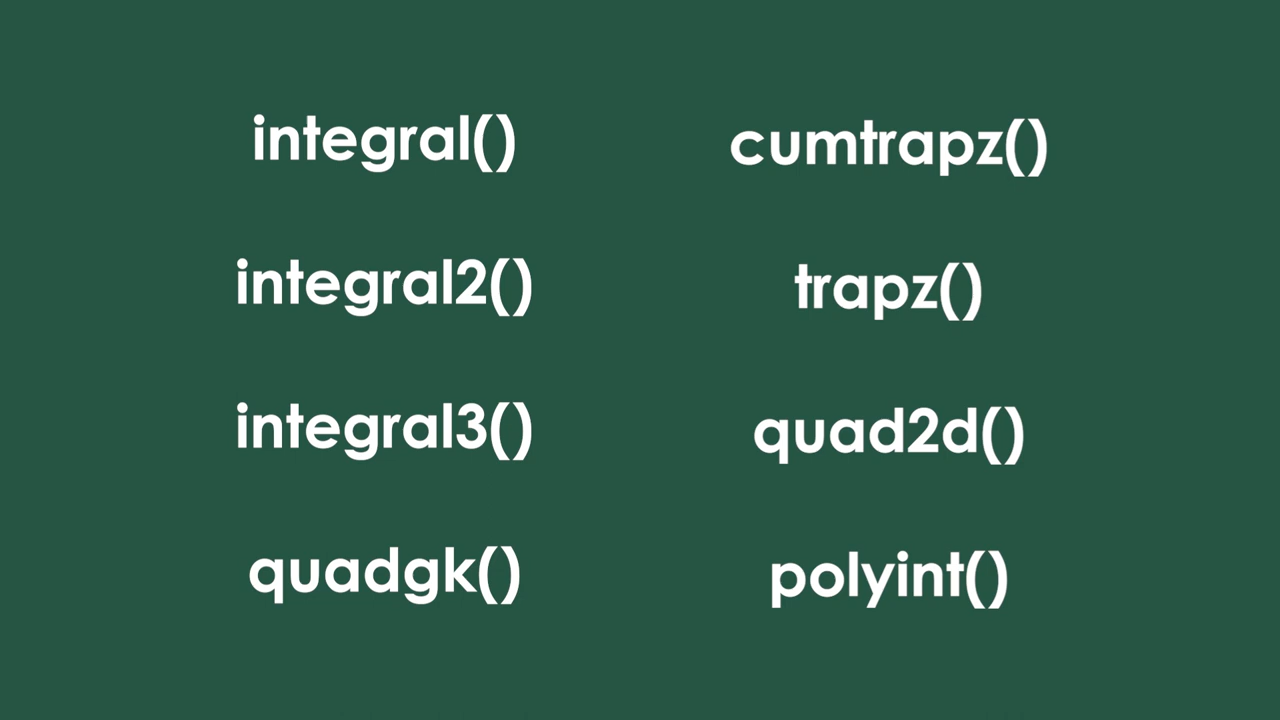 integral()
integral2()
integral3()
quadgk()
cumtrapz()
trapz()
quad2d()
polyint()